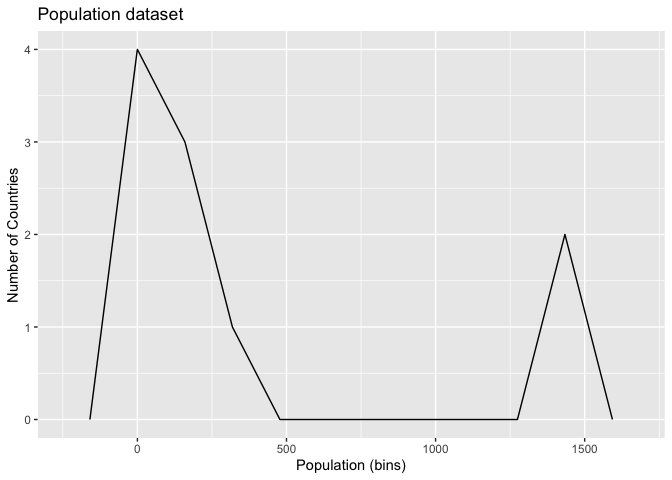 Population dataset
Number of Countries
4
3
2
1
0
0 500 1000 1500
Population (bins)